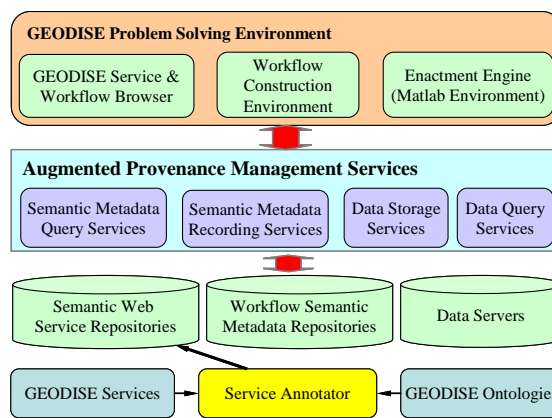 GEODISE Problem Solving Environment
GEODISE Service &
Workflow Browser
Workflow
Construction
Environment
Enactment Engine
(Matlab Environment)
Augmented Provenance Management Services
Semantic Metadata
Query Services
Semantic Metadata
Recording Services
Data Storage
Services
Data Query
Services
Semantic Web
Service Repositories
Workflow Semantic
Metadata Repositories
Data Servers
GEODISE Services
Service Annotator
GEODISE Ontologie